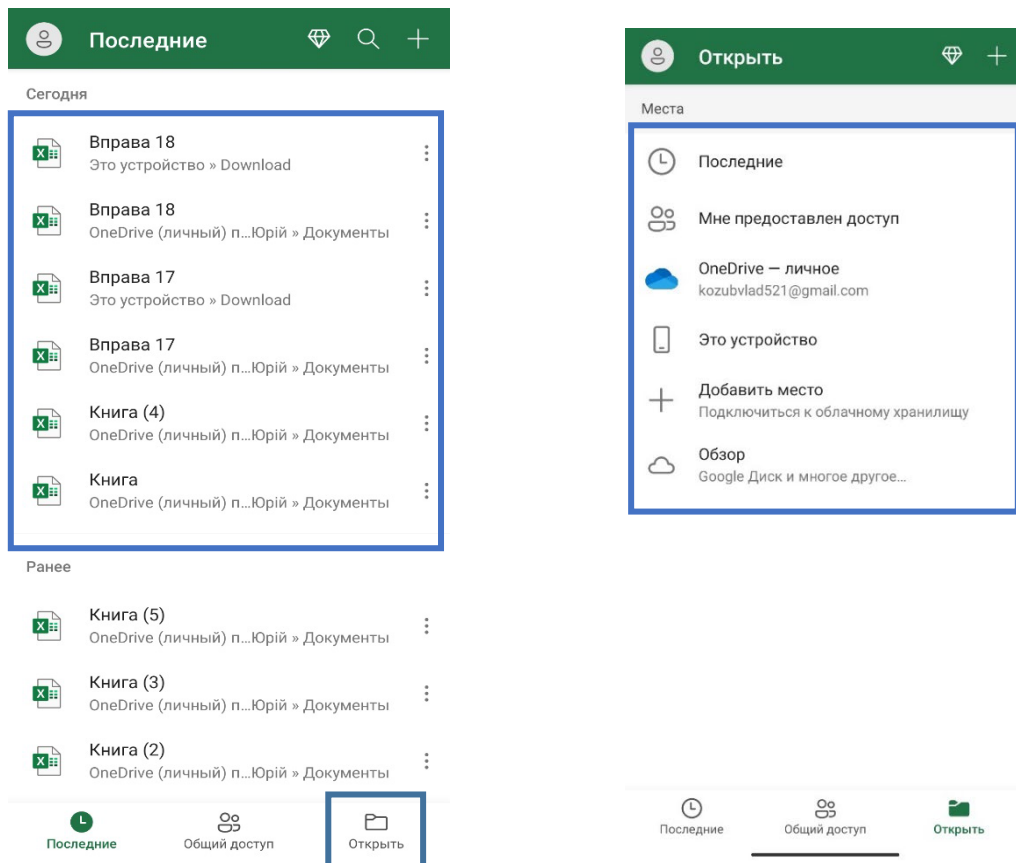 Последние
Сегодня
Вправа 18
Это устройство » Download
Вправа 18
OneDrive (личный) п...Юрій » Документы
Вправа 17
Это устройство » Download
Вправа 17
OneDrive (личный) п...Юрій » Документы
Книга (4)
OneDrive (личный) п...Юрій » Документы
Книга
OneDrive (личный) п...Юрій » Документы
Ранее
Книга (5)
OneDrive (личный) п...Юрій » Документы
Книга (3)
OneDrive (личный) п...Юрій » Документы
Книга (2)
OneDrive (личный) п...Юрій » Документы
Последние
Общий доступ
Открыть
Открыть
Места
Последние
Мне предоставлен доступ
OneDrive — личное
kozubvlad521@gmail.com
Это устройство
Добавить место
Подключиться к облачному хранилищу
Обзор
Google Диск и многое другое...
Последние
Общий доступ
Открыть